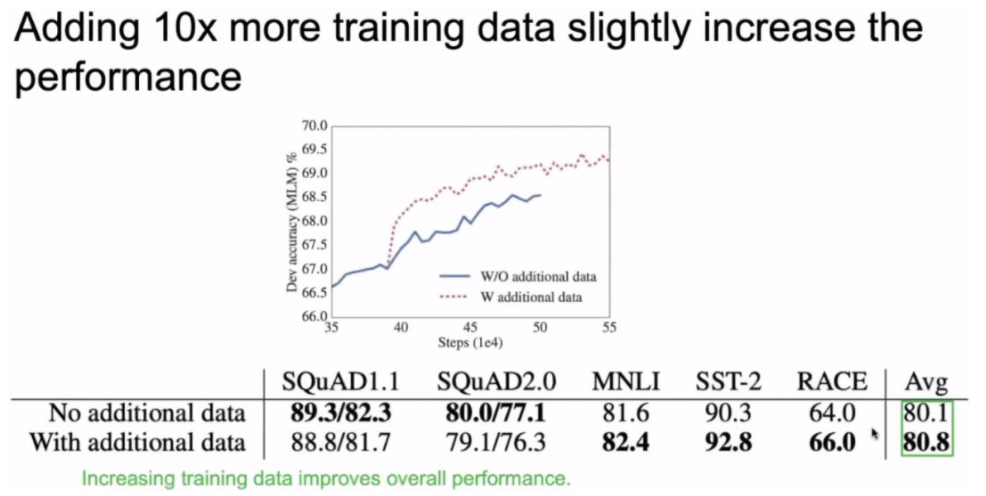 Adding 10x more training data slightly increase the
performance
70.0
69.5
69.0
68.5
68.0
67.5
67.0
66.5
66.0
Dev accuracy (MLM) %
W/O additional data
W additional data
35 40 45 50 55
Steps (1e4)
SQuAD1.1 SQuAD2.0 MNLI SST-2 RACE Avg
No additional data 89.3/82.3 80.0/77.1 81.6 90.3 64.0 80.1
With additional data 88.8/81.7 79.1/76.3 82.4 92.8 66.0 80.8
Increasing training data improves overall performance.